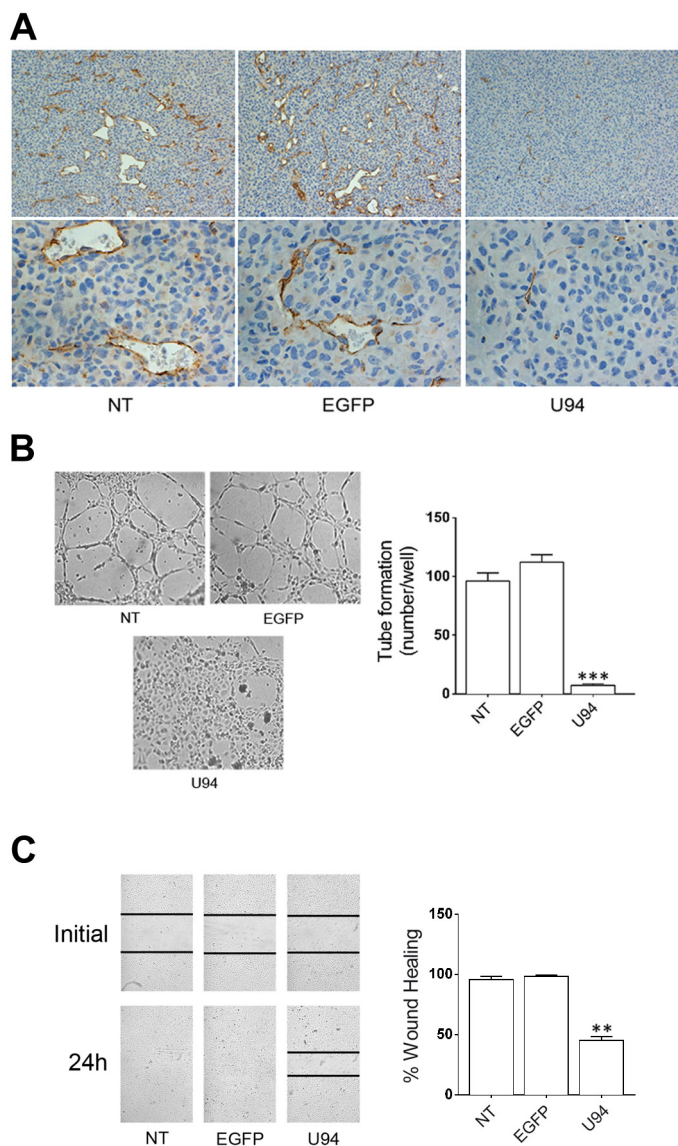 A
NT EGFP U94
B
NT EGFP
U94
Tube formation
(number/well)
150
100
50
0
***
NT EGFP U94
C
Initial
24h
NT EGFP U94
% Wound Healing
150
100
50
0
**
NT EGFP U94